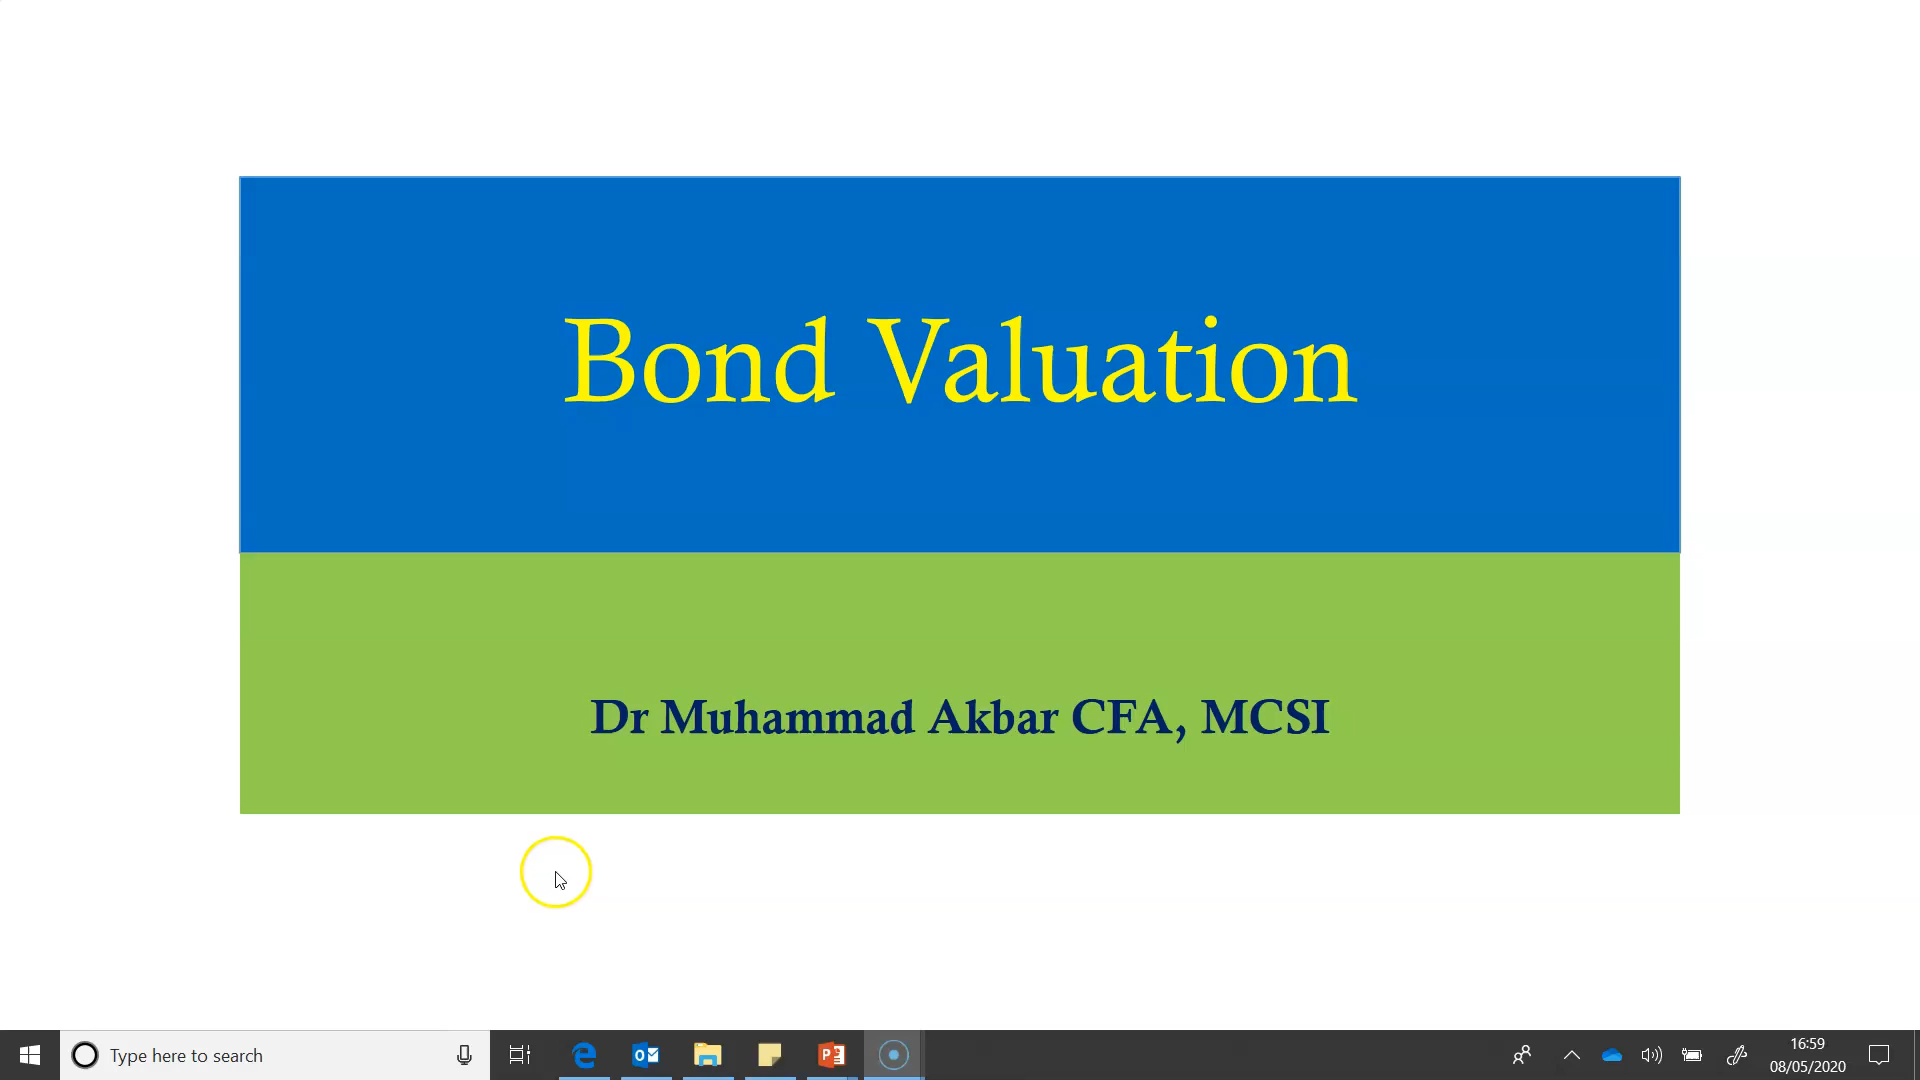 Bond Valuation
Dr Muhammad Akbar CFA, MCSI
Type here to search
16:59
08/05/2020